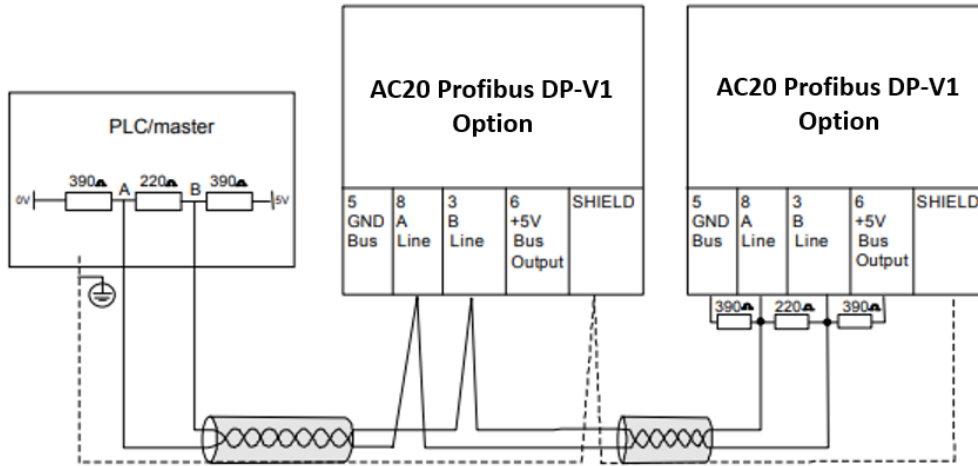 PLC/master
0V
390Ω
A
220Ω
B
390Ω
5V
AC20 Profibus DP-V1
Option
5
GND
Bus
8
A
Line
3
B
Line
6
+5V
Bus
Output
SHIELD
390Ω
220Ω
390Ω
AC20 Profibus DP-V1
Option
5
GND
Bus
8
A
Line
3
B
Line
6
+5V
Bus
Output
SHIELD